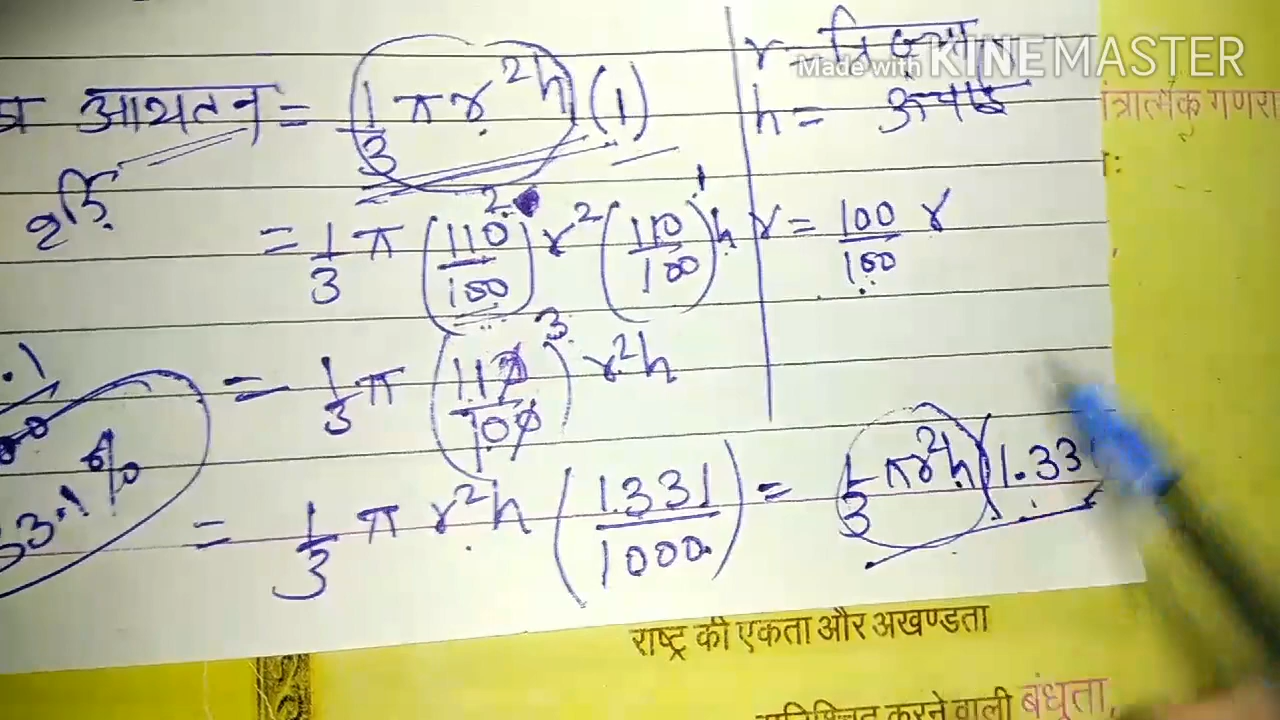 आयतन = 1/3 πr²h (1)
r = त्रिज्या
Made with KINEMASTER
h =
= 1/3 π (110/100)² r² (110/100)¹ h
r = 100/100 r
= 1/3 π (110/100)³ r²h
%
= 1/3 π r²h (1331/1000) = (1/3 πr²h) 1.331
राष्ट्र की एकता और अखण्डता
करने वाली बंधुता,